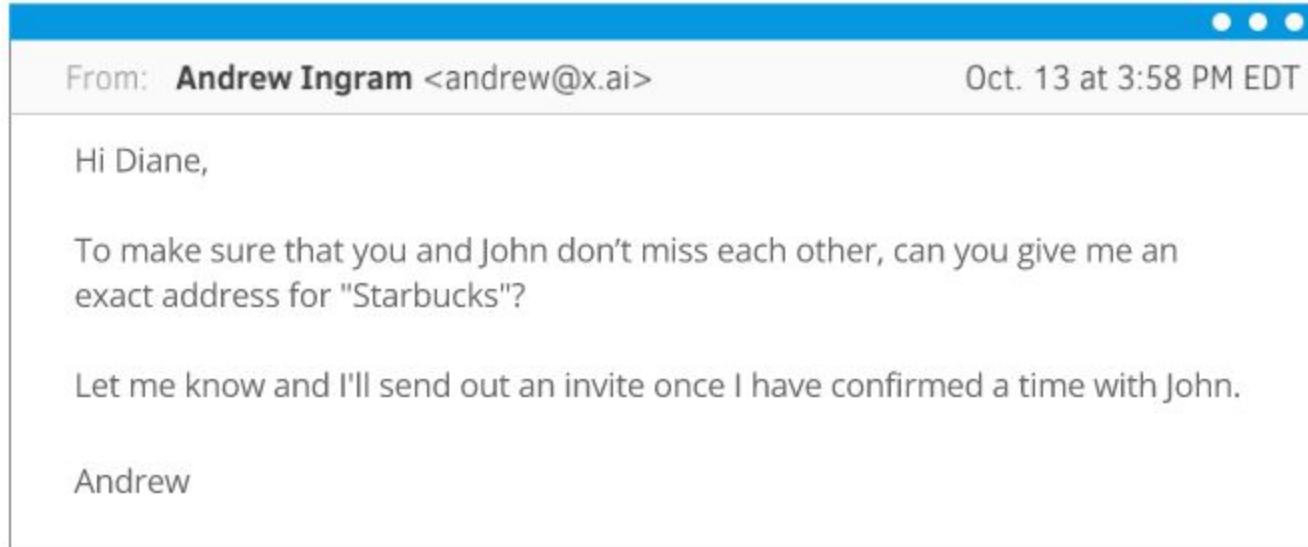 From: Andrew Ingram <andrew@x.ai> Oct. 13 at 3:58 PM EDT
Hi Diane,
To make sure that you and John don’t miss each other, can you give me an
exact address for "Starbucks"?
Let me know and I'll send out an invite once I have confirmed a time with John.
Andrew